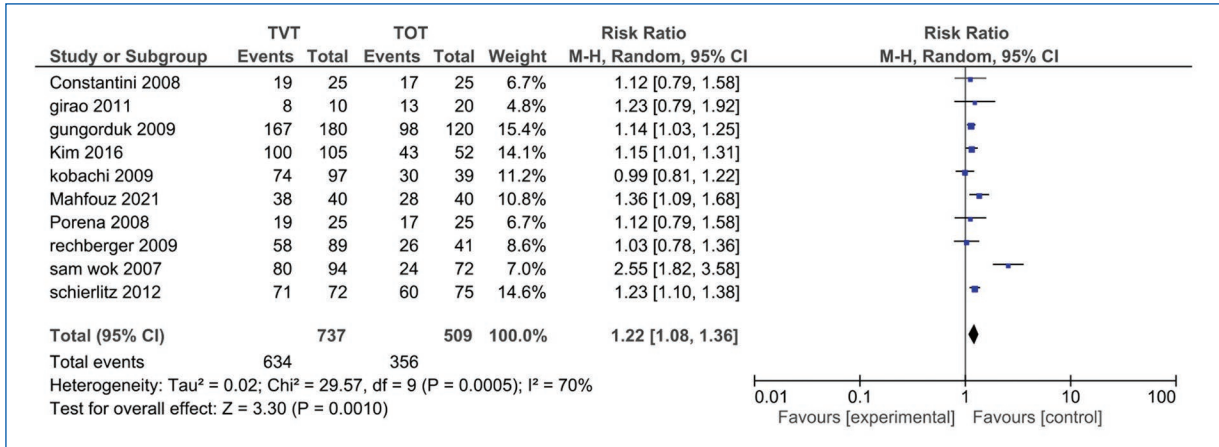 TVT TOT Risk Ratio Risk Ratio
Study or Subgroup Events Total Events Total Weight M-H, Random, 95% CI M-H, Random, 95% CI
Constantini 2008 19 25 17 25 6.7% 1.12 [0.79, 1.58]
girao 2011 8 10 13 20 4.8% 1.23 [0.79, 1.92]
gungorduk 2009 167 180 98 120 15.4% 1.14 [1.03, 1.25]
Kim 2016 100 105 43 52 14.1% 1.15 [1.01, 1.31]
kobachi 2009 74 97 30 39 11.2% 0.99 [0.81, 1.22]
Mahfouz 2021 38 40 28 40 10.8% 1.36 [1.09, 1.68]
Porena 2008 19 25 17 25 6.7% 1.12 [0.79, 1.58]
rechberger 2009 58 89 26 41 8.6% 1.03 [0.78, 1.36]
sam wok 2007 80 94 24 72 7.0% 2.55 [1.82, 3.58]
schierlitz 2012 71 72 60 75 14.6% 1.23 [1.10, 1.38]
Total (95% CI) 737 509 100.0% 1.22 [1.08, 1.36]
Total events 634 356
Heterogeneity: Tau² = 0.02; Chi² = 29.57, df = 9 (P = 0.0005); I² = 70%
Test for overall effect: Z = 3.30 (P = 0.0010)
0.01 0.1 1 10 100
Favours [experimental] Favours [control]